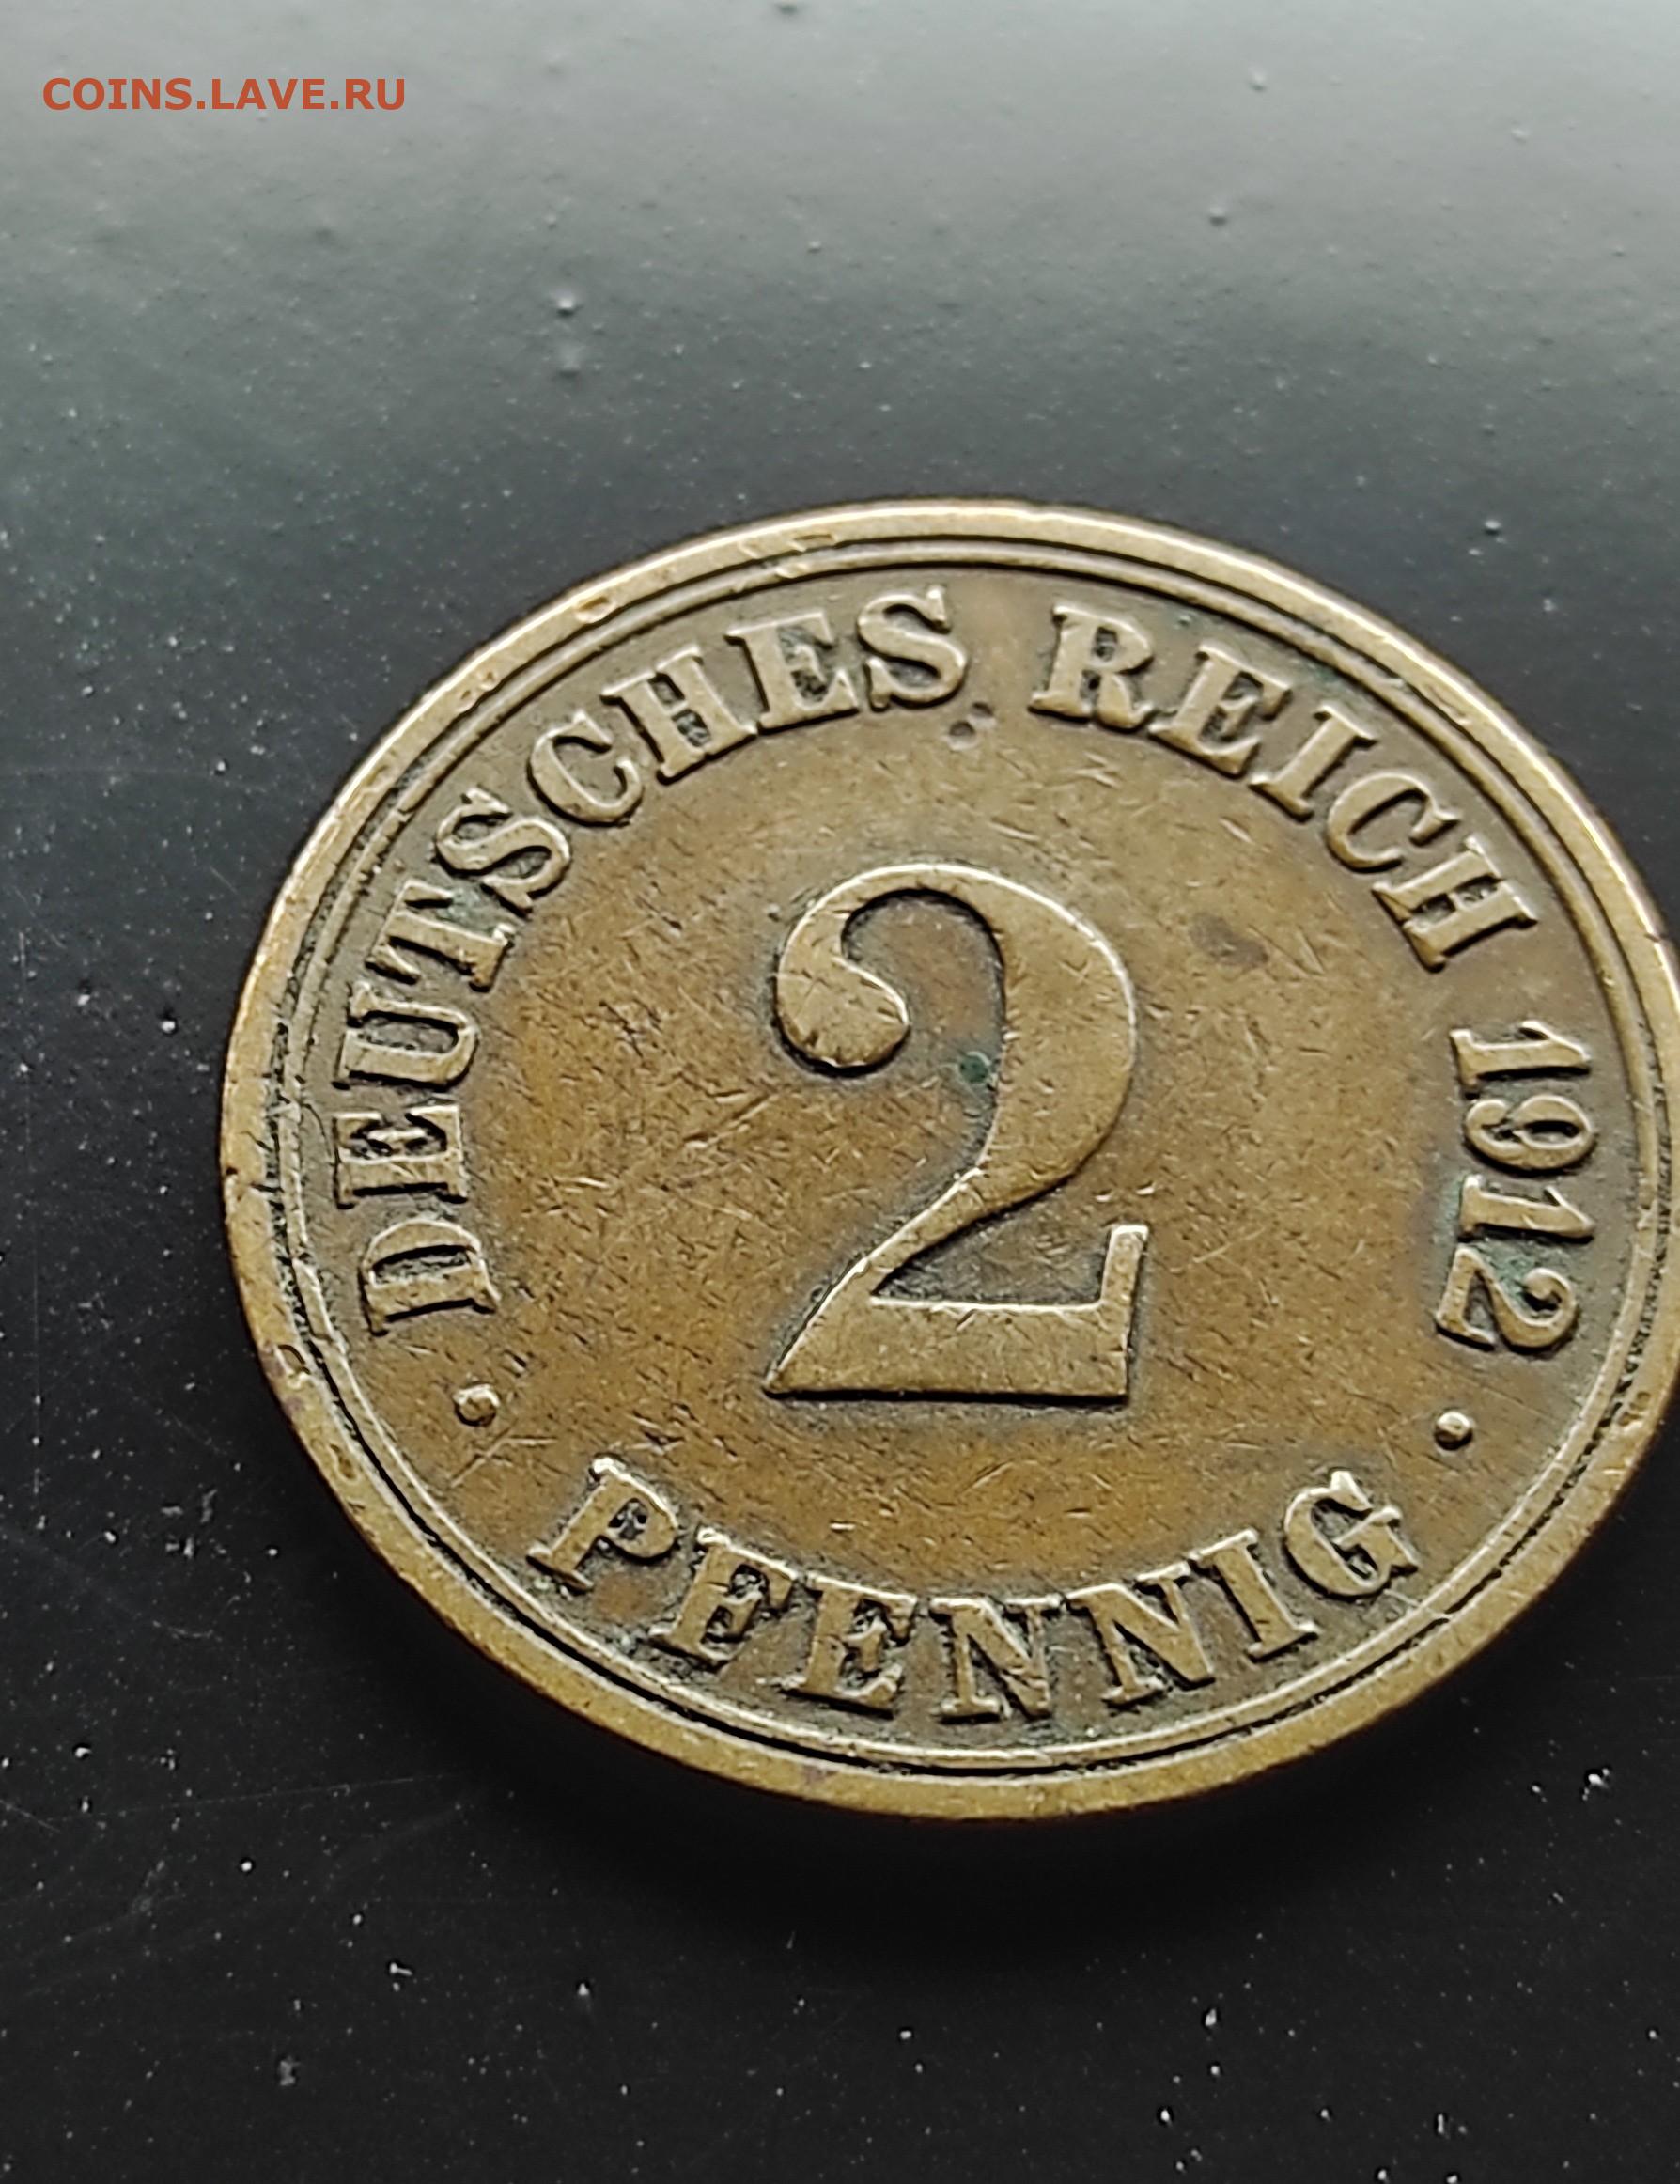 COINS.LAVE.RU
DEUTSCHES REICH 1912
2
PFENNIG